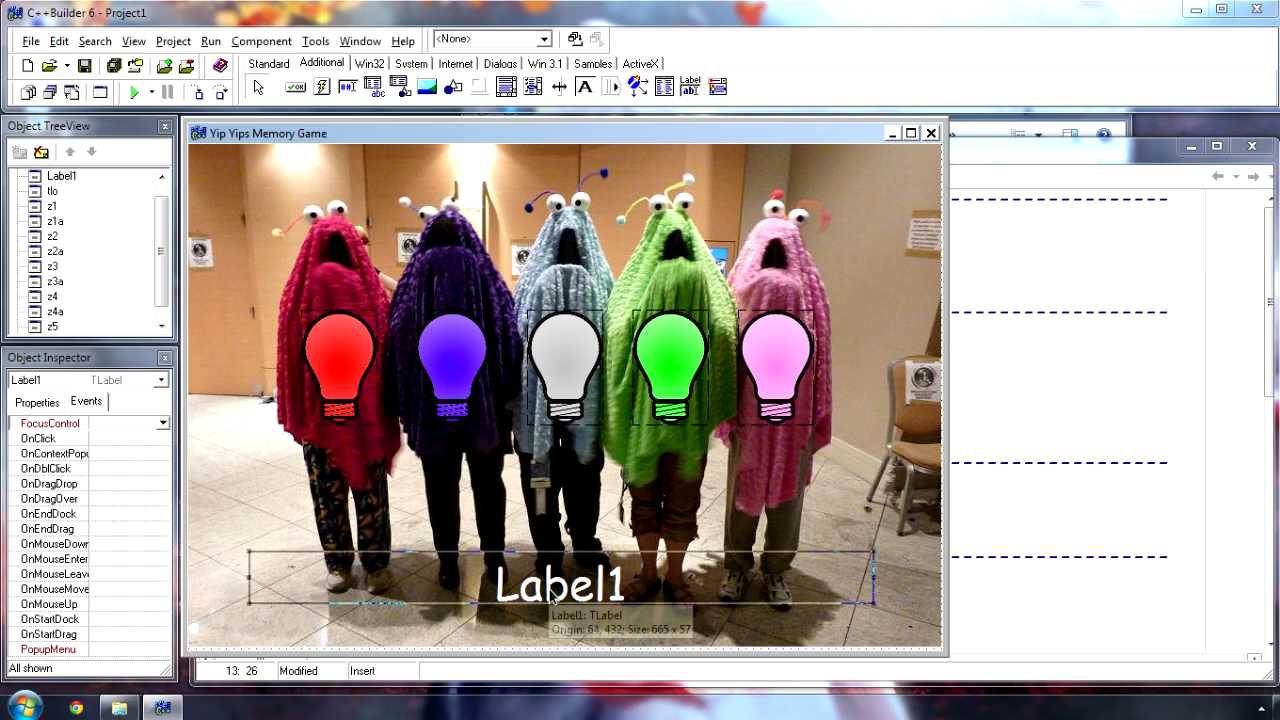 C++Builder 6 - Project1
File Edit Search View Project Run Component Tools Window Help
<None>
Standard Additional Win32 System Internet Dialogs Win 3.1 Samples ActiveX
OK
abc
A
Label
ab
Object TreeView
Label1
tlo
z1
z1a
z2
z2a
z3
z3a
z4
z4a
z5
Object Inspector
Label1 TLabel
Properties Events
FocusControl
OnClick
OnContextPopu
OnDblClick
OnDragDrop
OnDragOver
OnEndDock
OnEndDrag
OnMouseDown
OnMouseEnter
OnMouseLeave
OnMouseMove
OnMouseUp
OnStartDock
OnStartDrag
PopupMenu
All shown
Yip Yips Memory Game
Label1
Label1: TLabel
Origin: 64, 432; Size: 665 x 57
13: 26 Modified Insert